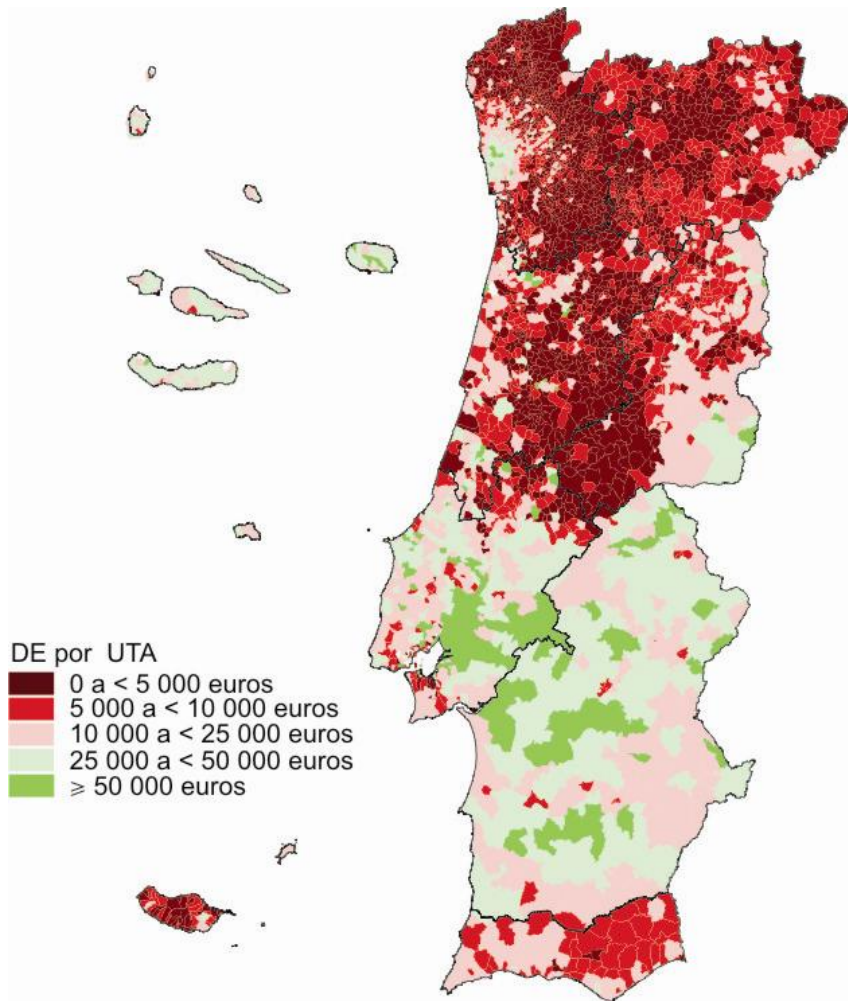 DE por UTA
0 a < 5 000 euros
5 000 a < 10 000 euros
10 000 a < 25 000 euros
25 000 a < 50 000 euros
⩾ 50 000 euros